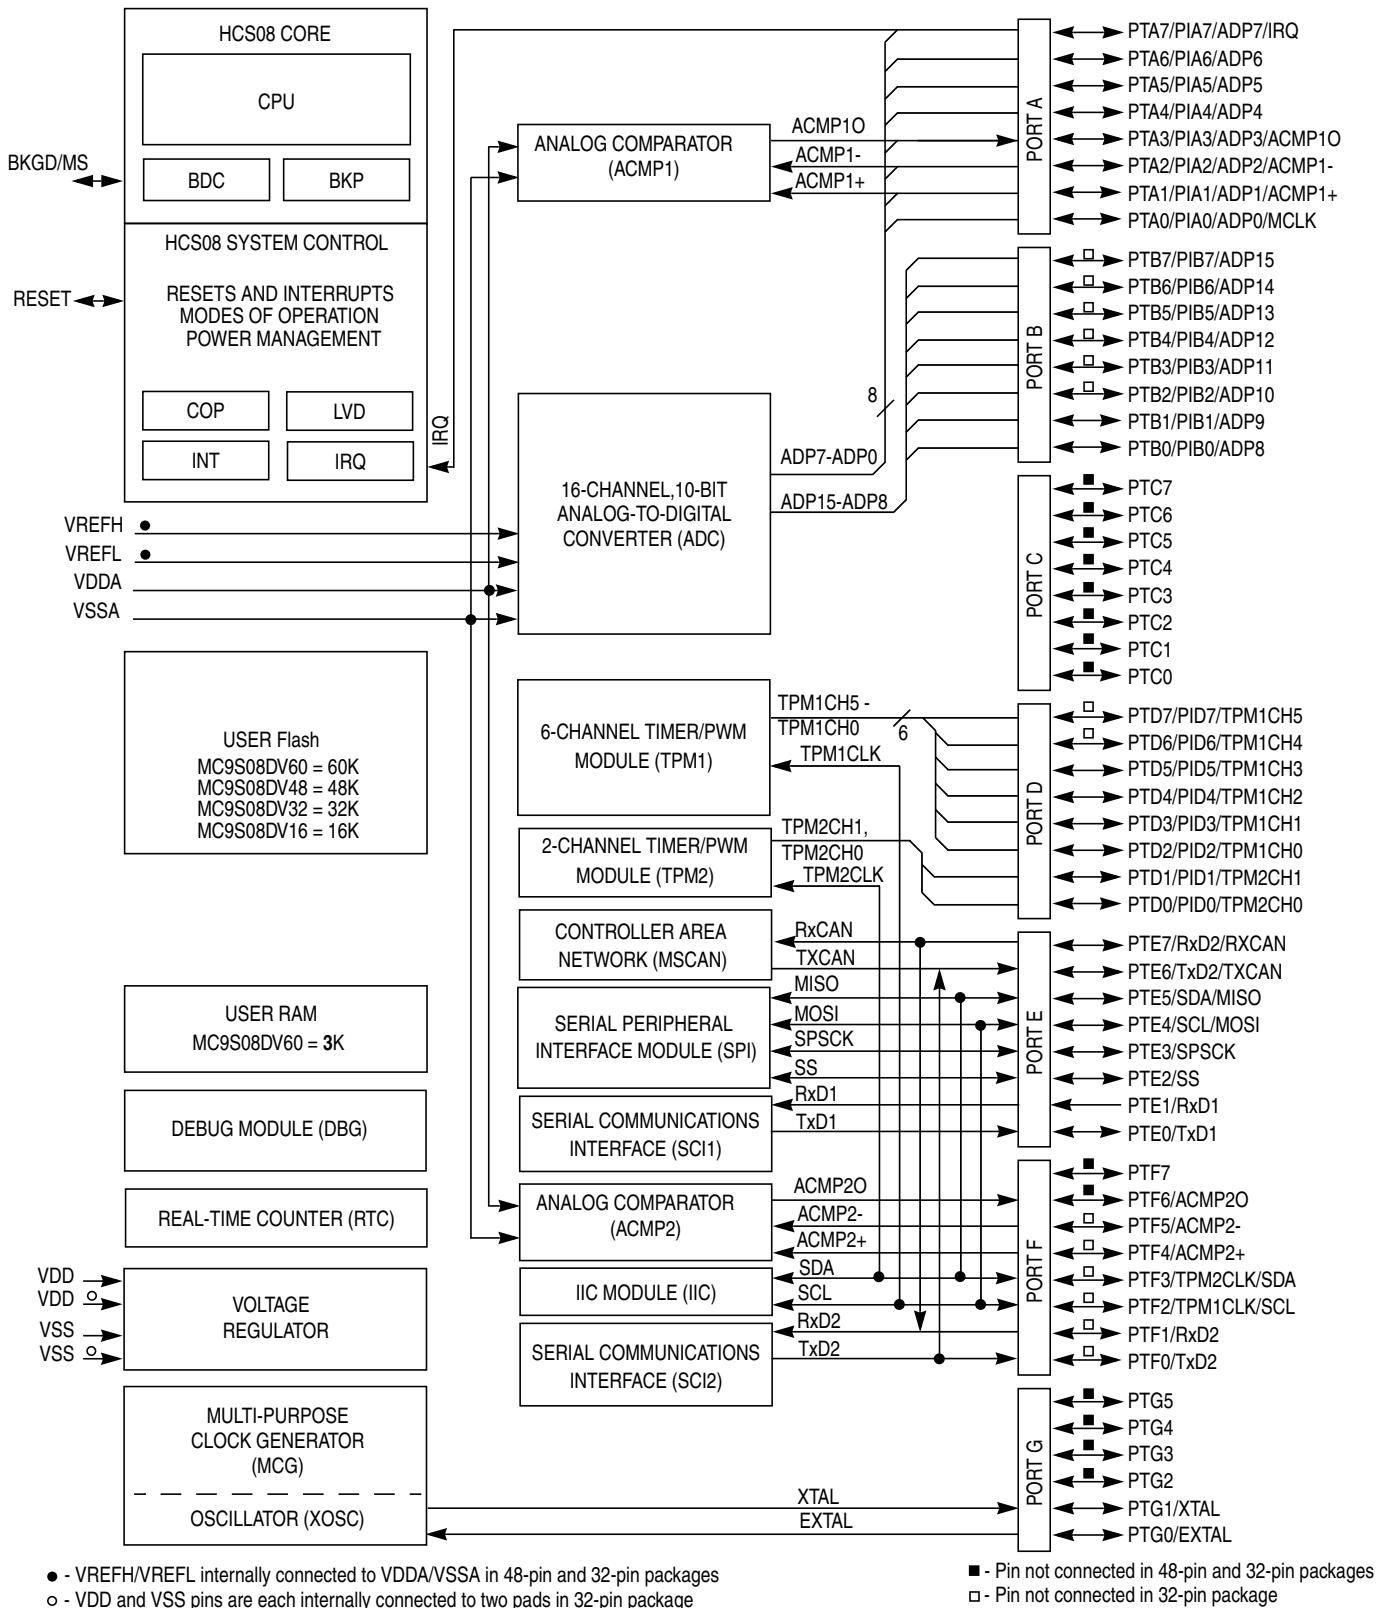 HCS08 CORE
CPU
BDC
BKP
BKGD/MS
HCS08 SYSTEM CONTROL
RESETS AND INTERRUPTS
MODES OF OPERATION
POWER MANAGEMENT
RESET
COP
LVD
INT
IRQ
IRQ
VREFH
VREFL
VDDA
VSSA
USER Flash
MC9S08DV60 = 60K
MC9S08DV48 = 48K
MC9S08DV32 = 32K
MC9S08DV16 = 16K
USER RAM
MC9S08DV60 = 3K
DEBUG MODULE (DBG)
REAL-TIME COUNTER (RTC)
VDD
VDD
VSS
VSS
VOLTAGE
REGULATOR
MULTI-PURPOSE
CLOCK GENERATOR
(MCG)
OSCILLATOR (XOSC)
ANALOG COMPARATOR
(ACMP1)
ACMP1O
ACMP1-
ACMP1+
16-CHANNEL,10-BIT
ANALOG-TO-DIGITAL
CONVERTER (ADC)
8
ADP7-ADP0
ADP15-ADP8
6-CHANNEL TIMER/PWM
MODULE (TPM1)
TPM1CH5 -
TPM1CH0
6
TPM1CLK
2-CHANNEL TIMER/PWM
MODULE (TPM2)
TPM2CH1,
TPM2CH0
TPM2CLK
CONTROLLER AREA
NETWORK (MSCAN)
RxCAN
TXCAN
SERIAL PERIPHERAL
INTERFACE MODULE (SPI)
MISO
MOSI
SPSCK
SS
SERIAL COMMUNICATIONS
INTERFACE (SCI1)
RxD1
TxD1
ANALOG COMPARATOR
(ACMP2)
ACMP2O
ACMP2-
ACMP2+
IIC MODULE (IIC)
SDA
SCL
SERIAL COMMUNICATIONS
INTERFACE (SCI2)
RxD2
TxD2
XTAL
EXTAL
PORT A
PTA7/PIA7/ADP7/IRQ
PTA6/PIA6/ADP6
PTA5/PIA5/ADP5
PTA4/PIA4/ADP4
PTA3/PIA3/ADP3/ACMP1O
PTA2/PIA2/ADP2/ACMP1-
PTA1/PIA1/ADP1/ACMP1+
PTA0/PIA0/ADP0/MCLK
PORT B
PTB7/PIB7/ADP15
PTB6/PIB6/ADP14
PTB5/PIB5/ADP13
PTB4/PIB4/ADP12
PTB3/PIB3/ADP11
PTB2/PIB2/ADP10
PTB1/PIB1/ADP9
PTB0/PIB0/ADP8
PORT C
PTC7
PTC6
PTC5
PTC4
PTC3
PTC2
PTC1
PTC0
PORT D
PTD7/PID7/TPM1CH5
PTD6/PID6/TPM1CH4
PTD5/PID5/TPM1CH3
PTD4/PID4/TPM1CH2
PTD3/PID3/TPM1CH1
PTD2/PID2/TPM1CH0
PTD1/PID1/TPM2CH1
PTD0/PID0/TPM2CH0
PORT E
PTE7/RxD2/RXCAN
PTE6/TxD2/TXCAN
PTE5/SDA/MISO
PTE4/SCL/MOSI
PTE3/SPSCK
PTE2/SS
PTE1/RxD1
PTE0/TxD1
PORT F
PTF7
PTF6/ACMP2O
PTF5/ACMP2-
PTF4/ACMP2+
PTF3/TPM2CLK/SDA
PTF2/TPM1CLK/SCL
PTF1/RxD2
PTF0/TxD2
PORT G
PTG5
PTG4
PTG3
PTG2
PTG1/XTAL
PTG0/EXTAL
● - VREFH/VREFL internally connected to VDDA/VSSA in 48-pin and 32-pin packages
○ - VDD and VSS pins are each internally connected to two pads in 32-pin package
■ - Pin not connected in 48-pin and 32-pin packages
□ - Pin not connected in 32-pin package